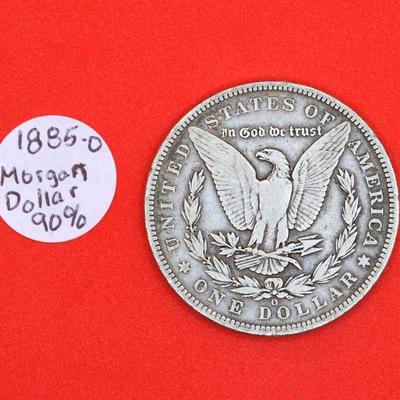 1885-O
Morgan
Dollar
90%
UNITED STATES OF AMERICA
In God we trust
O
ONE DOLLAR